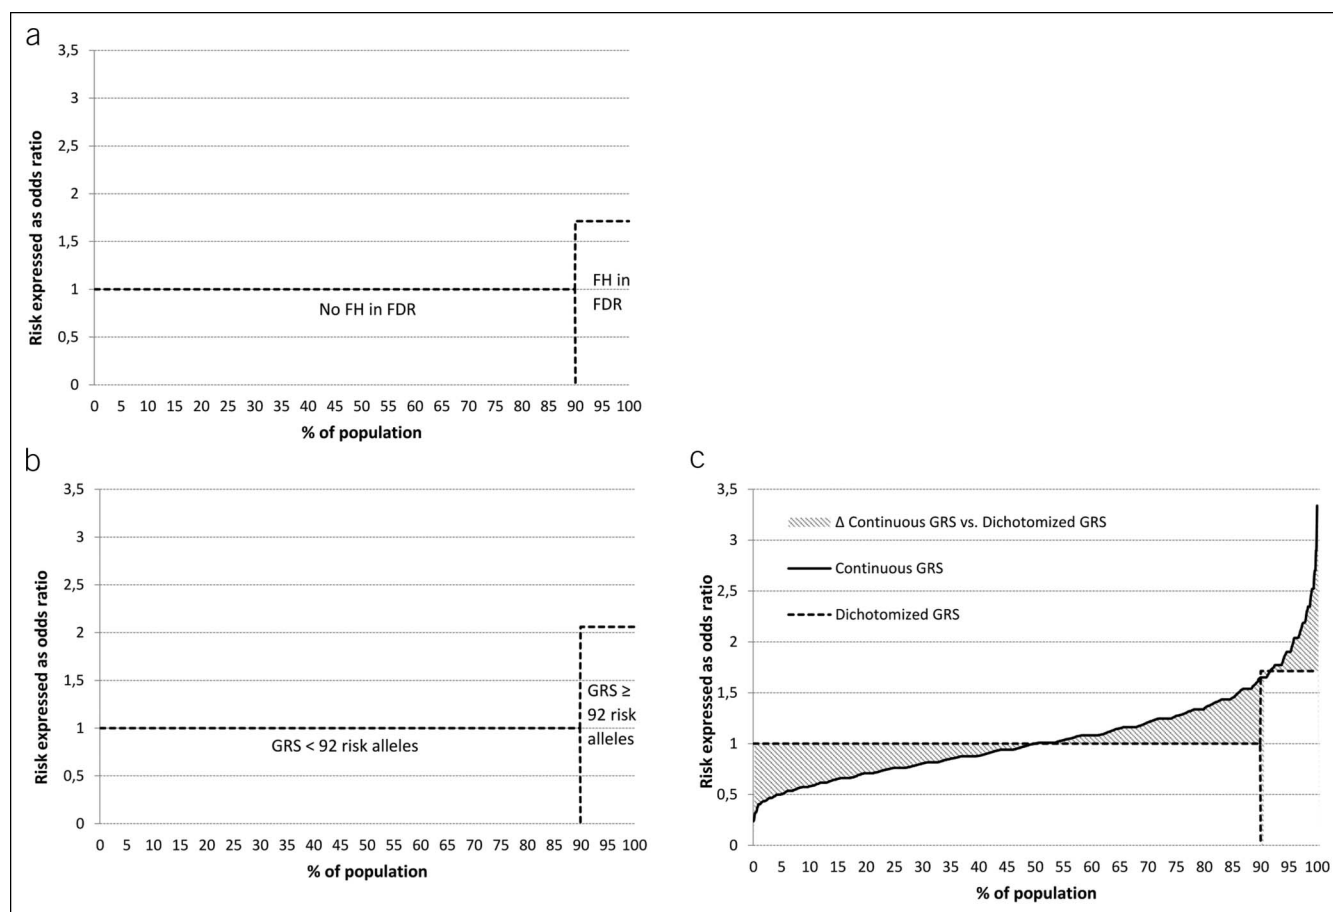 a
3,5
3
2,5
2
1,5
1
0,5
0
Risk expressed as odds ratio
No FH in FDR
FH in
FDR
0 5 10 15 20 25 30 35 40 45 50 55 60 65 70 75 80 85 90 95 100
% of population
b
3,5
3
2,5
2
1,5
1
0,5
0
Risk expressed as odds ratio
GRS < 92 risk alleles
GRS ≥
92 risk
alleles
0 5 10 15 20 25 30 35 40 45 50 55 60 65 70 75 80 85 90 95 100
% of population
c
3,5
3
2,5
2
1,5
1
0,5
0
Risk expressed as odds ratio
Δ Continuous GRS vs. Dichotomized GRS
Continuous GRS
Dichotomized GRS
0 5 10 15 20 25 30 35 40 45 50 55 60 65 70 75 80 85 90 95 100
% of population